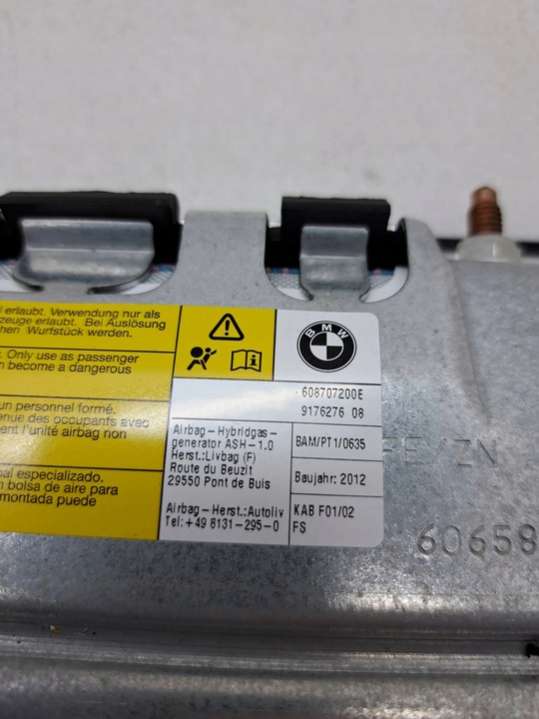 erlaubt. Verwendung nur als
zeuge erlaubt. Bei Auslösung
hen Wurfstück werden.
. Only use as passenger
n become a dangerous
un personnel formé.
enue des occupants avec
ent l'unité airbag non
al especializado.
n bolsa de aire para
montada puede
BMW
608707200E
9176276 08
Airbag-Hybridgas-
generator ASH-1.0
Herst.:Livbag (F)
Route du Beuzit
29550 Pont de Buis
Airbag-Herst.:Autoliv
Tel:+49 8131-295-0
BAM/PT1/0635
Baujahr: 2012
KAB F01/02
FS
ZN
60658